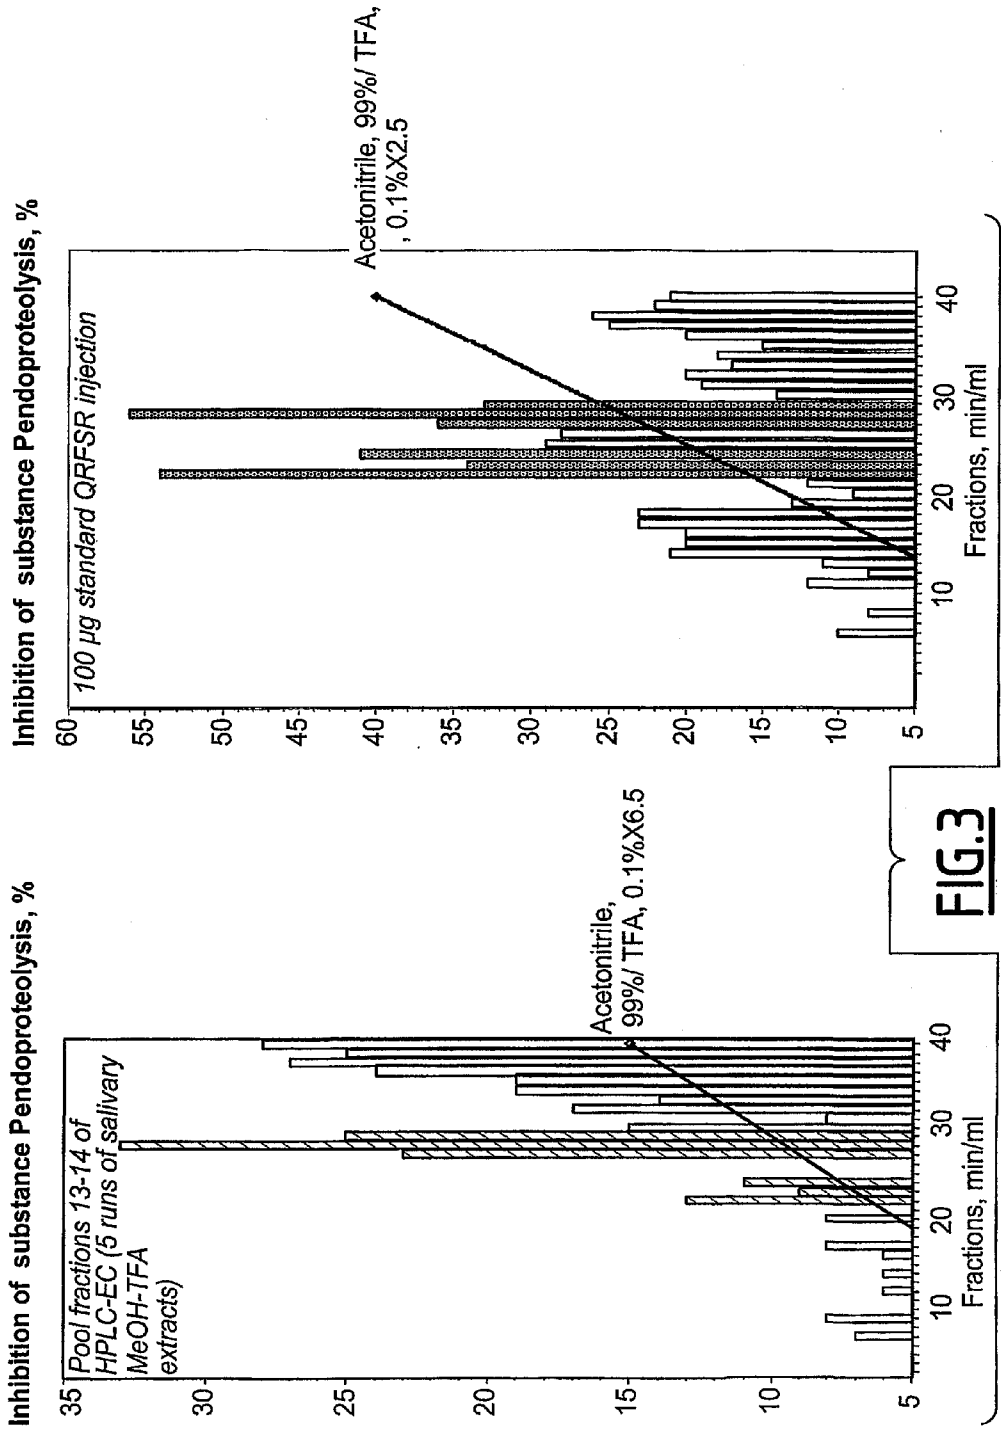 Inhibition of substance Pendoproteolysis, %
35
30
25
20
15
10
5
Pool fractions 13-14 of
HPLC-EC (5 runs of salivary
MeOH-TFA
extracts)
Acetonitrile,
99%/ TFA, 0.1%X6.5
10
20
30
40
Fractions, min/ml
Inhibition of substance Pendoproteolysis, %
60
55
50
45
40
35
30
25
20
15
10
5
100 µg standard QRFSR injection
Acetonitrile, 99%/ TFA,
, 0.1%X2.5
10
20
30
40
Fractions, min/ml
FIG.3